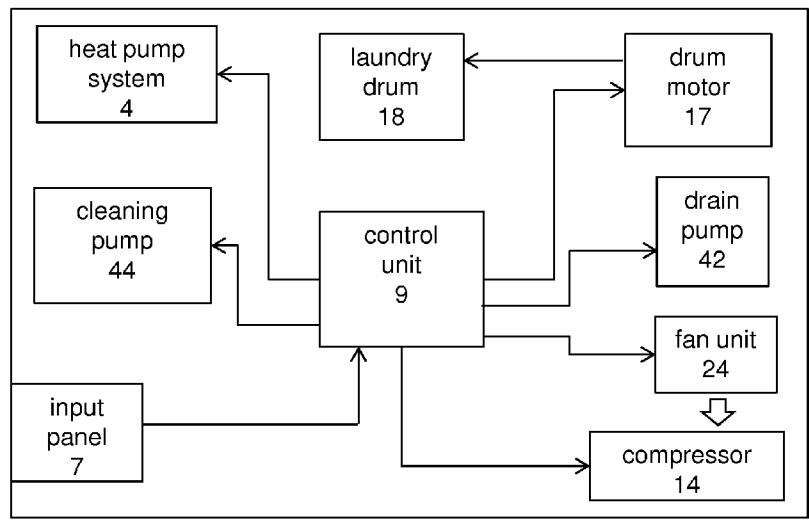 heat pump
system
4
laundry
drum
18
drum
motor
17
cleaning
pump
44
control
unit
9
drain
pump
42
fan unit
24
input
panel
7
compressor
14